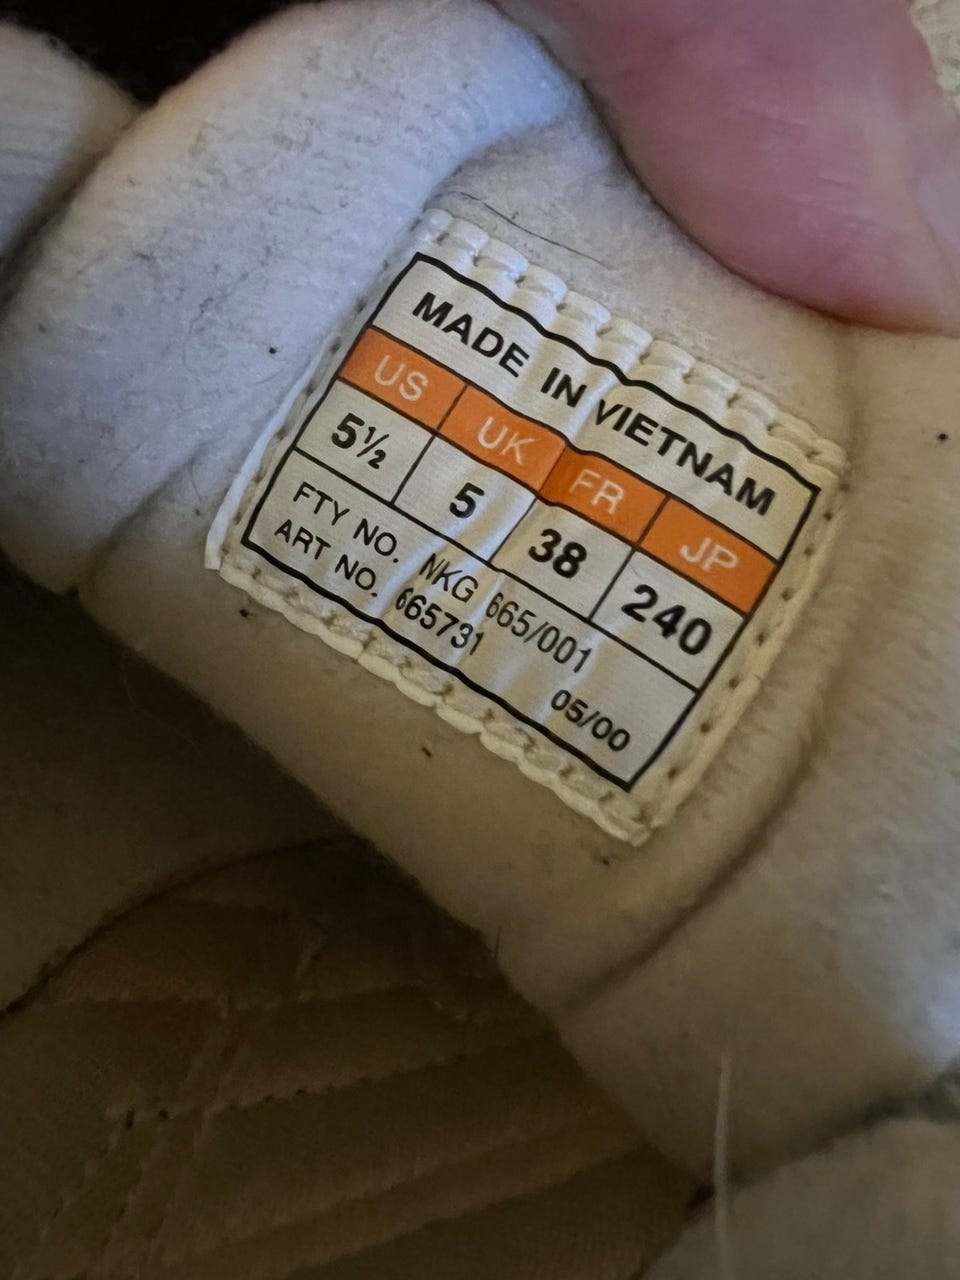 MADE IN VIETNAM
US UK FR JP
5½ 5 38 240
FTY NO. NKG 665/001
ART NO. 665731
05/00